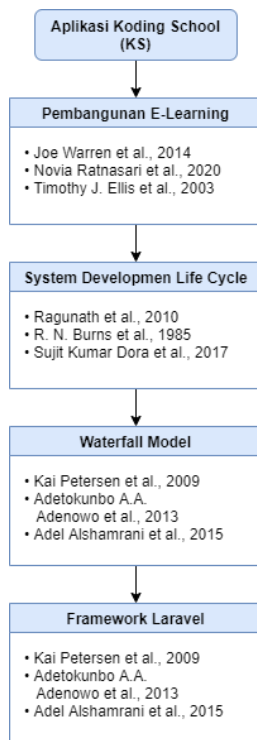 Aplikasi Koding School
(KS)
Pembangunan E-Learning
• Joe Warren et al., 2014
• Novia Ratnasari et al., 2020
• Timothy J. Ellis et al., 2003
System Developmen Life Cycle
• Ragunath et al., 2010
• R. N. Burns et al., 1985
• Sujit Kumar Dora et al., 2017
Waterfall Model
• Kai Petersen et al., 2009
• Adetokunbo A.A.
Adenowo et al., 2013
• Adel Alshamrani et al., 2015
Framework Laravel
• Kai Petersen et al., 2009
• Adetokunbo A.A.
Adenowo et al., 2013
• Adel Alshamrani et al., 2015